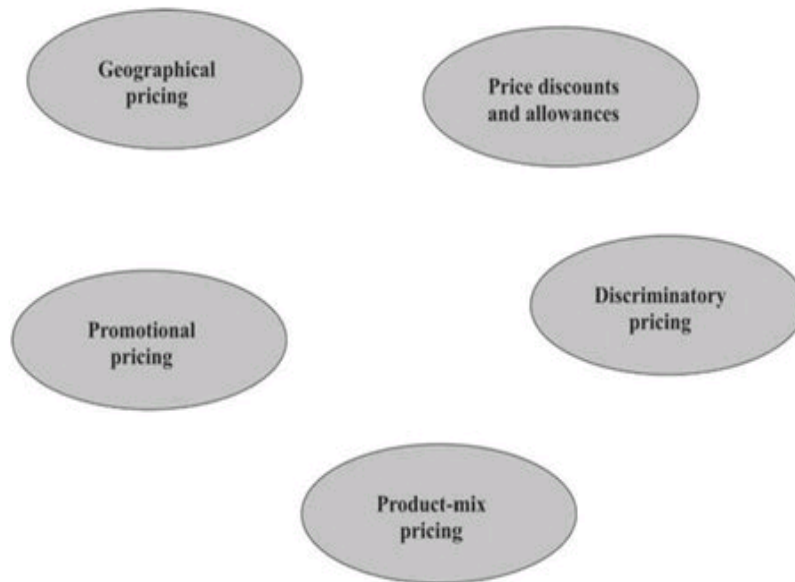 Geographical
pricing
Price discounts
and allowances
Discriminatory
pricing
Promotional
pricing
Product-mix
pricing